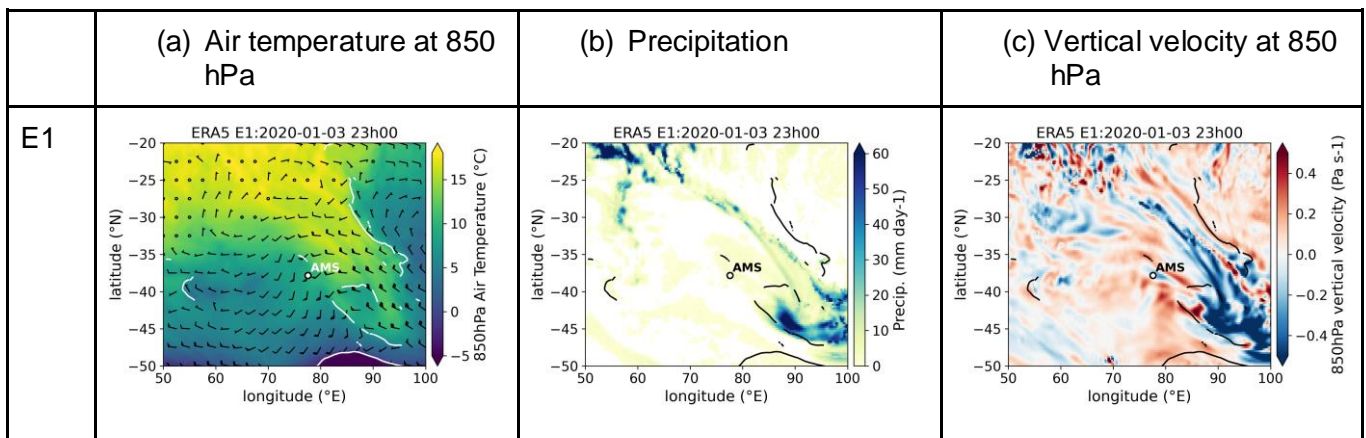 (a) Air temperature at 850
hPa
(b) Precipitation
(c) Vertical velocity at 850
hPa
E1
ERA5 E1:2020-01-03 23h00
−20
−25
−30
−35
−40
−45
−50
latitude (°N)
AMS
50 60 70 80 90 100
longitude (°E)
15
10
5
0
−5
850hPa Air Temperature (°C)
ERA5 E1:2020-01-03 23h00
−20
−25
−30
−35
−40
−45
−50
latitude (°N)
AMS
50 60 70 80 90 100
longitude (°E)
60
50
40
30
20
10
0
Precip. (mm day-1)
ERA5 E1:2020-01-03 23h00
−20
−25
−30
−35
−40
−45
−50
latitude (°N)
AMS
50 60 70 80 90 100
longitude (°E)
0.4
0.2
0.0
−0.2
−0.4
850hPa vertical velocity (Pa s-1)